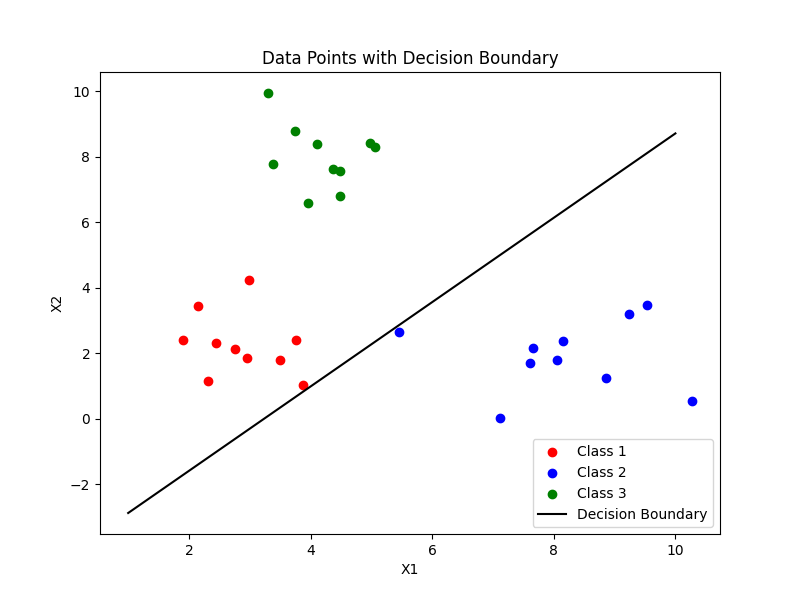 Data Points with Decision Boundary
10
8
6
4
2
0
−2
X2
2
4
6
8
10
X1
Class 1
Class 2
Class 3
Decision Boundary